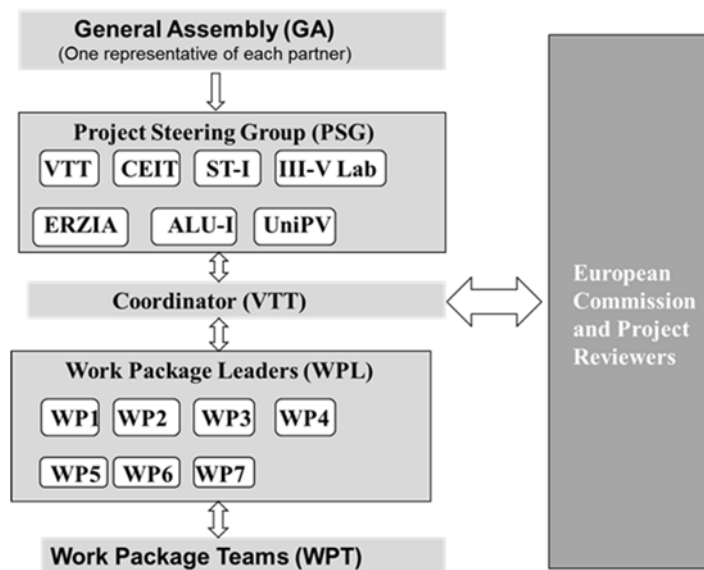 General Assembly (GA)
(One representative of each partner)
Project Steering Group (PSG)
VTT CEIT ST-I III-V Lab
ERZIA ALU-I UniPV
Coordinator (VTT)
European
Commission
and Project
Reviewers
Work Package Leaders (WPL)
WP1 WP2 WP3 WP4
WP5 WP6 WP7
Work Package Teams (WPT)